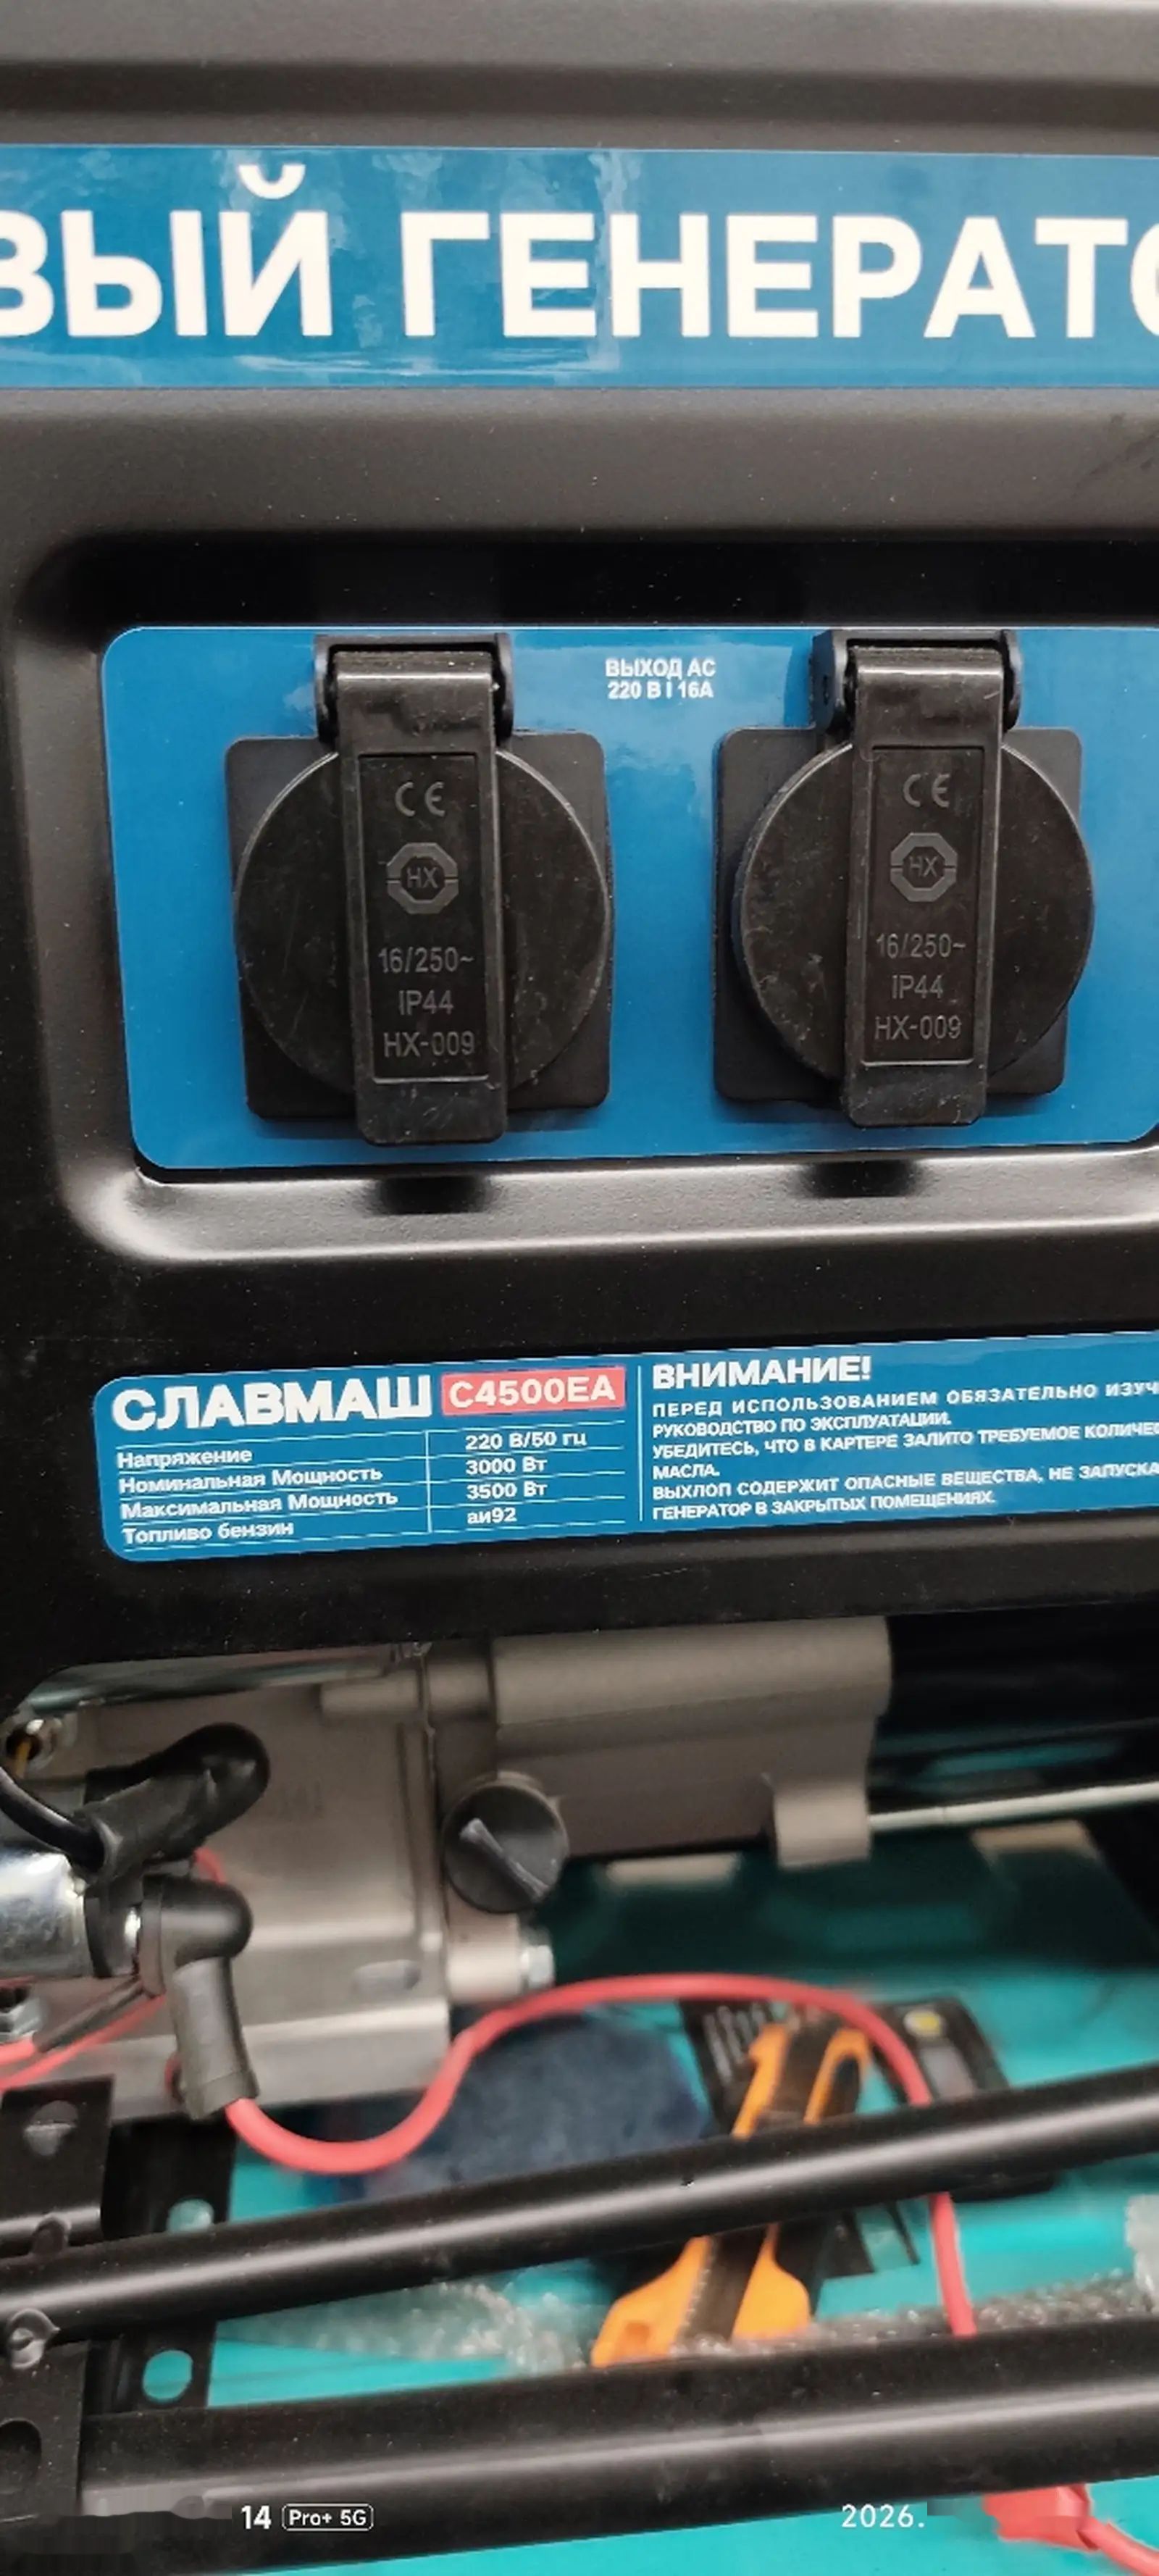 ВЫЙ ГЕНЕРАТО
ВЫХОД АС
220 В I 16А
CE
HX
16/250~
IP44
HX-009
CE
HX
16/250~
IP44
HX-009
СЛАВМАШ С4500ЕА
Напряжение 220 В/50 гц
Номинальная Мощность 3000 Вт
Максимальная Мощность 3500 Вт
Топливо бензин аи92
ВНИМАНИЕ!
ПЕРЕД ИСПОЛЬЗОВАНИЕМ ОБЯЗАТЕЛЬНО ИЗУЧ
РУКОВОДСТВО ПО ЭКСПЛУАТАЦИИ.
УБЕДИТЕСЬ, ЧТО В КАРТЕРЕ ЗАЛИТО ТРЕБУЕМОЕ КОЛИЧЕС
МАСЛА.
ВЫХЛОП СОДЕРЖИТ ОПАСНЫЕ ВЕЩЕСТВА, НЕ ЗАПУСКА
ГЕНЕРАТОР В ЗАКРЫТЫХ ПОМЕЩЕНИЯХ.
14 Pro+ 5G
2026.